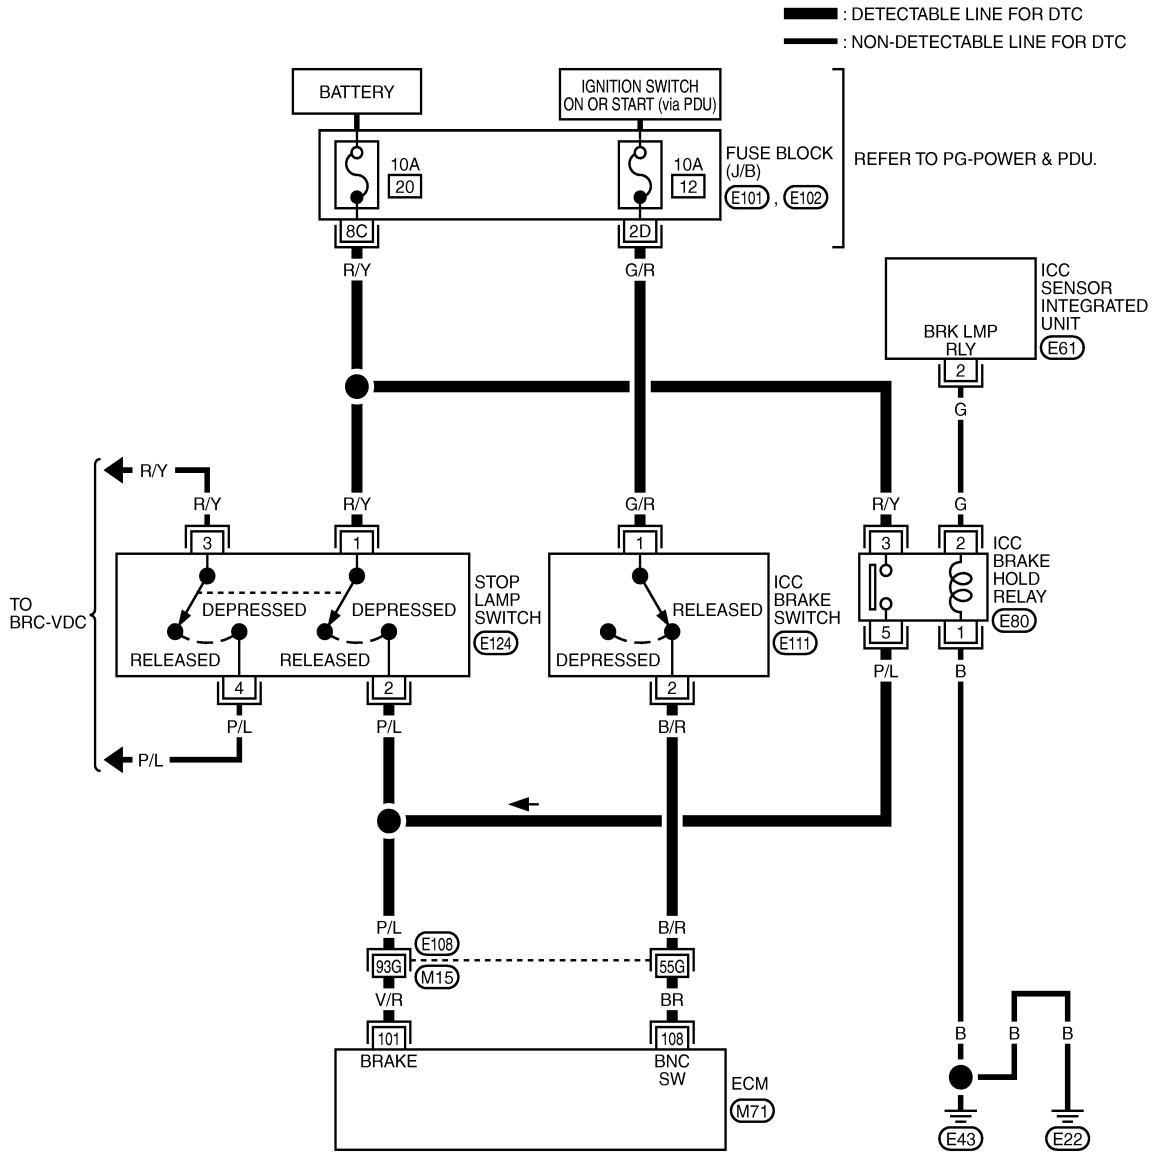 : DETECTABLE LINE FOR DTC
: NON-DETECTABLE LINE FOR DTC
BATTERY
IGNITION SWITCH
ON OR START (via PDU)
10A
20
10A
12
FUSE BLOCK
(J/B)
E101 , E102
REFER TO PG-POWER & PDU.
8C
2D
R/Y
G/R
ICC
SENSOR
INTEGRATED
UNIT
E61
BRK LMP
RLY
2
G
R/Y
R/Y
R/Y
G/R
R/Y
G
3
1
1
3
2
TO
BRC-VDC
DEPRESSED
RELEASED
DEPRESSED
RELEASED
STOP
LAMP
SWITCH
E124
RELEASED
DEPRESSED
ICC
BRAKE
SWITCH
E111
ICC
BRAKE
HOLD
RELAY
E80
4
2
2
5
1
P/L
P/L
B/R
P/L
B
P/L
P/L
B/R
E108
93G
M15
55G
V/R
BR
101
108
BRAKE
BNC
SW
ECM
M71
B
B
B
E43
E22